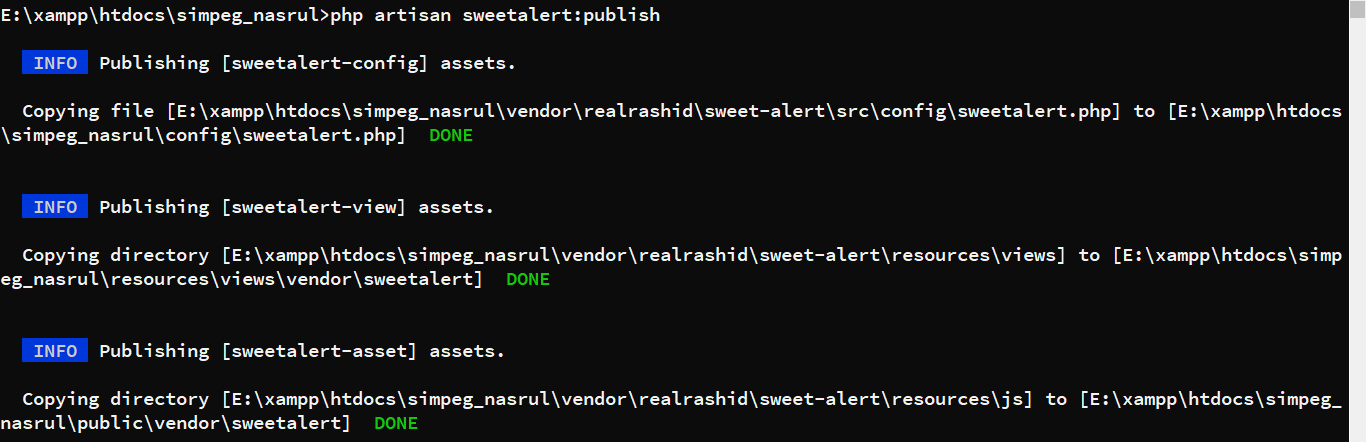 E:\xampp\htdocs\simpeg_nasrul>php artisan sweetalert:publish
INFO Publishing [sweetalert-config] assets.
Copying file [E:\xampp\htdocs\simpeg_nasrul\vendor\realrashid\sweet-alert\src\config\sweetalert.php] to [E:\xampp\htdocs
\simpeg_nasrul\config\sweetalert.php] DONE
INFO Publishing [sweetalert-view] assets.
Copying directory [E:\xampp\htdocs\simpeg_nasrul\vendor\realrashid\sweet-alert\resources\views] to [E:\xampp\htdocs\simp
eg_nasrul\resources\views\vendor\sweetalert] DONE
INFO Publishing [sweetalert-asset] assets.
Copying directory [E:\xampp\htdocs\simpeg_nasrul\vendor\realrashid\sweet-alert\resources\js] to [E:\xampp\htdocs\simpeg_
nasrul\public\vendor\sweetalert] DONE